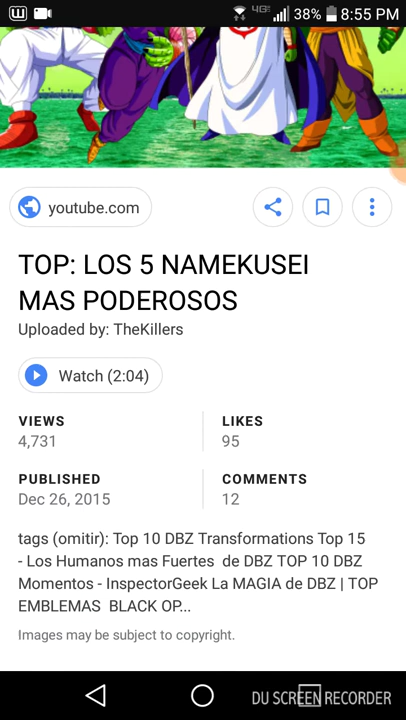 4G 38% 8:55 PM
youtube.com
TOP: LOS 5 NAMEKUSEI
MAS PODEROSOS
Uploaded by: TheKillers
Watch (2:04)
VIEWS LIKES
4,731 95
PUBLISHED COMMENTS
Dec 26, 2015 12
tags (omitir): Top 10 DBZ Transformations Top 15
- Los Humanos mas Fuertes de DBZ TOP 10 DBZ
Momentos - InspectorGeek La MAGIA de DBZ | TOP
EMBLEMAS BLACK OP...
Images may be subject to copyright.
DU SCREEN RECORDER